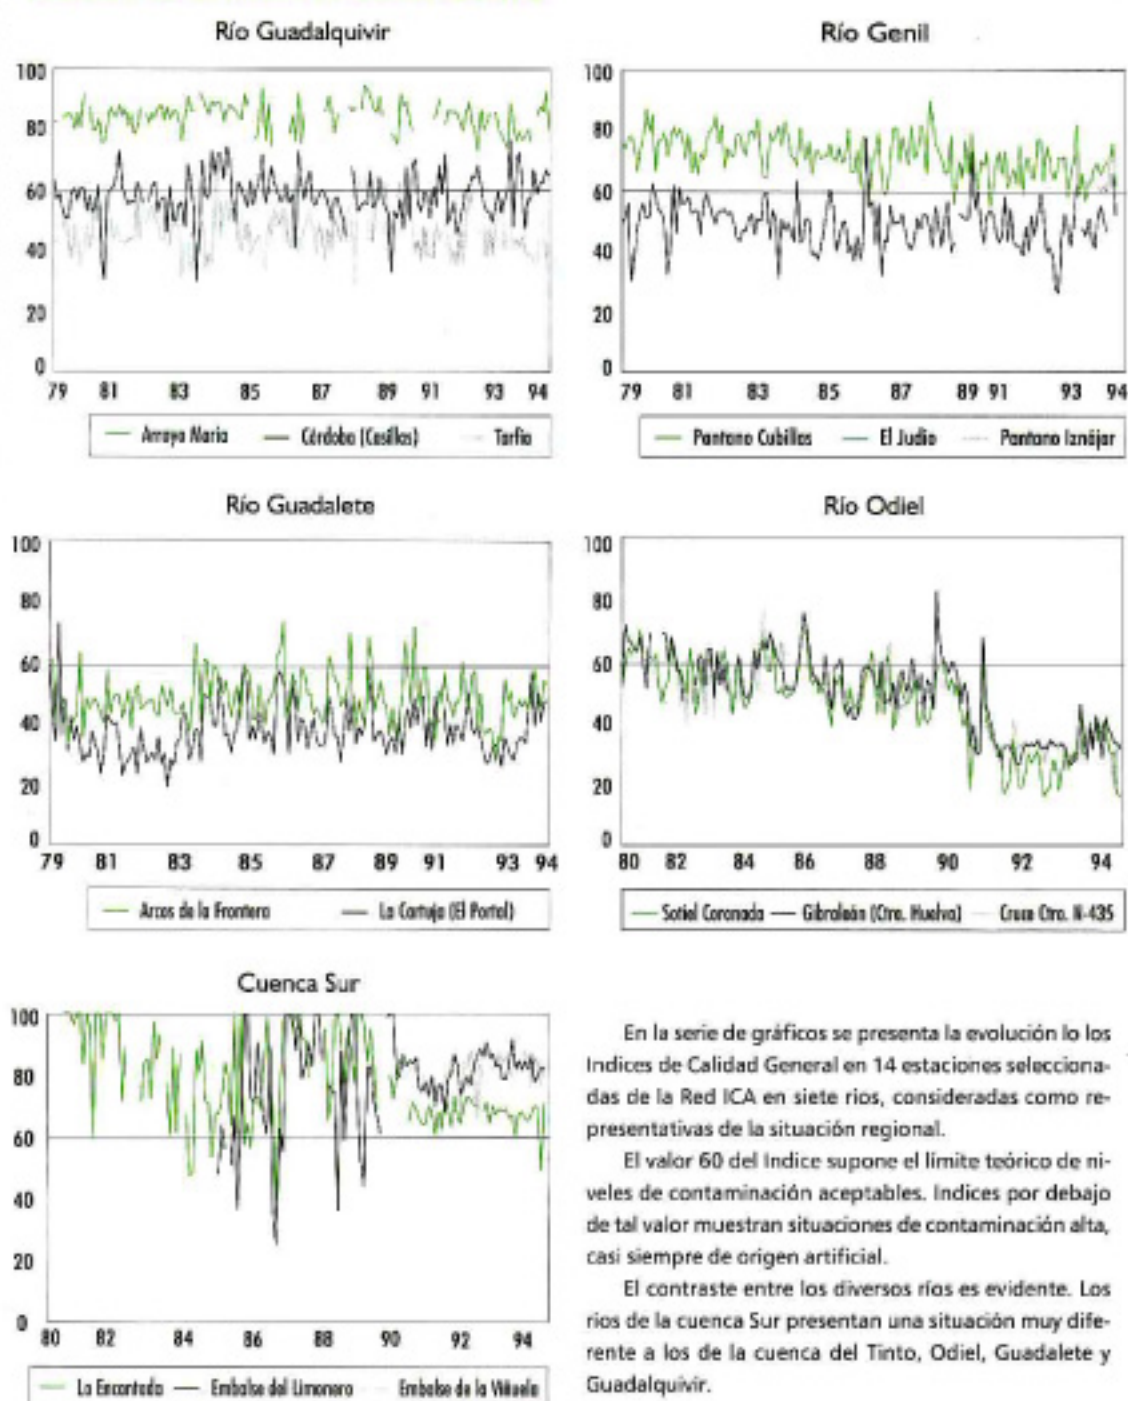 Río Guadalquivir
100
80
60
40
20
0
79 81 83 85 87 89 91 93 94
Arroyo Maria Córdoba (Casillas) Tarfia
Río Genil
100
80
60
40
20
0
79 81 83 85 87 89 91 93 94
Pantano Cubillas El Judio Pantano Iznájar
Río Guadalete
100
80
60
40
20
0
79 81 83 85 87 89 91 93 94
Arcos de la Frontera La Cartuja (El Portal)
Río Odiel
100
80
60
40
20
0
80 82 84 86 88 90 92 94
Sotiel Coronada Gibraleón (Ctra. Huelva) Cruce Ctra. N-435
Cuenca Sur
100
80
60
40
20
0
80 82 84 86 90 92 94
La Encantada Embalse del Limonero Embalse de la Viñuela
En la serie de gráficos se presenta la evolución lo los
Indices de Calidad General en 14 estaciones selecciona-
das de la Red ICA en siete rios, consideradas como re-
presentativas de la situación regional.
El valor 60 del Indice supone el límite teórico de ni-
veles de contaminación aceptables. Indices por debajo
de tal valor muestran situaciones de contaminación alta,
casi siempre de origen artificial.
El contraste entre los diversos ríos es evidente. Los
rios de la cuenca Sur presentan una situación muy dife-
rente a los de la cuenca del Tinto, Odiel, Guadalete y
Guadalquivir.